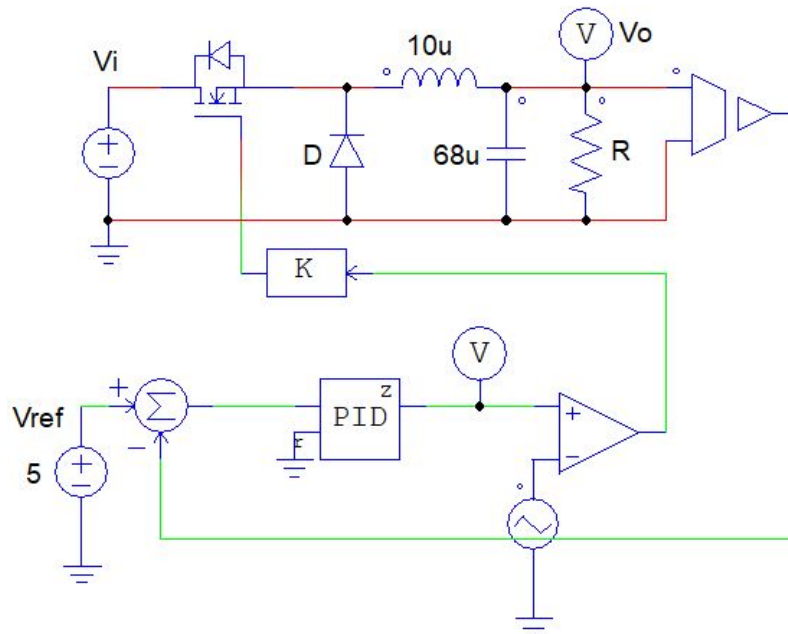 10u
V
Vo
Vi
D
68u
R
K
V
Vref
5
+
−
Σ
z
PID
r
+
−